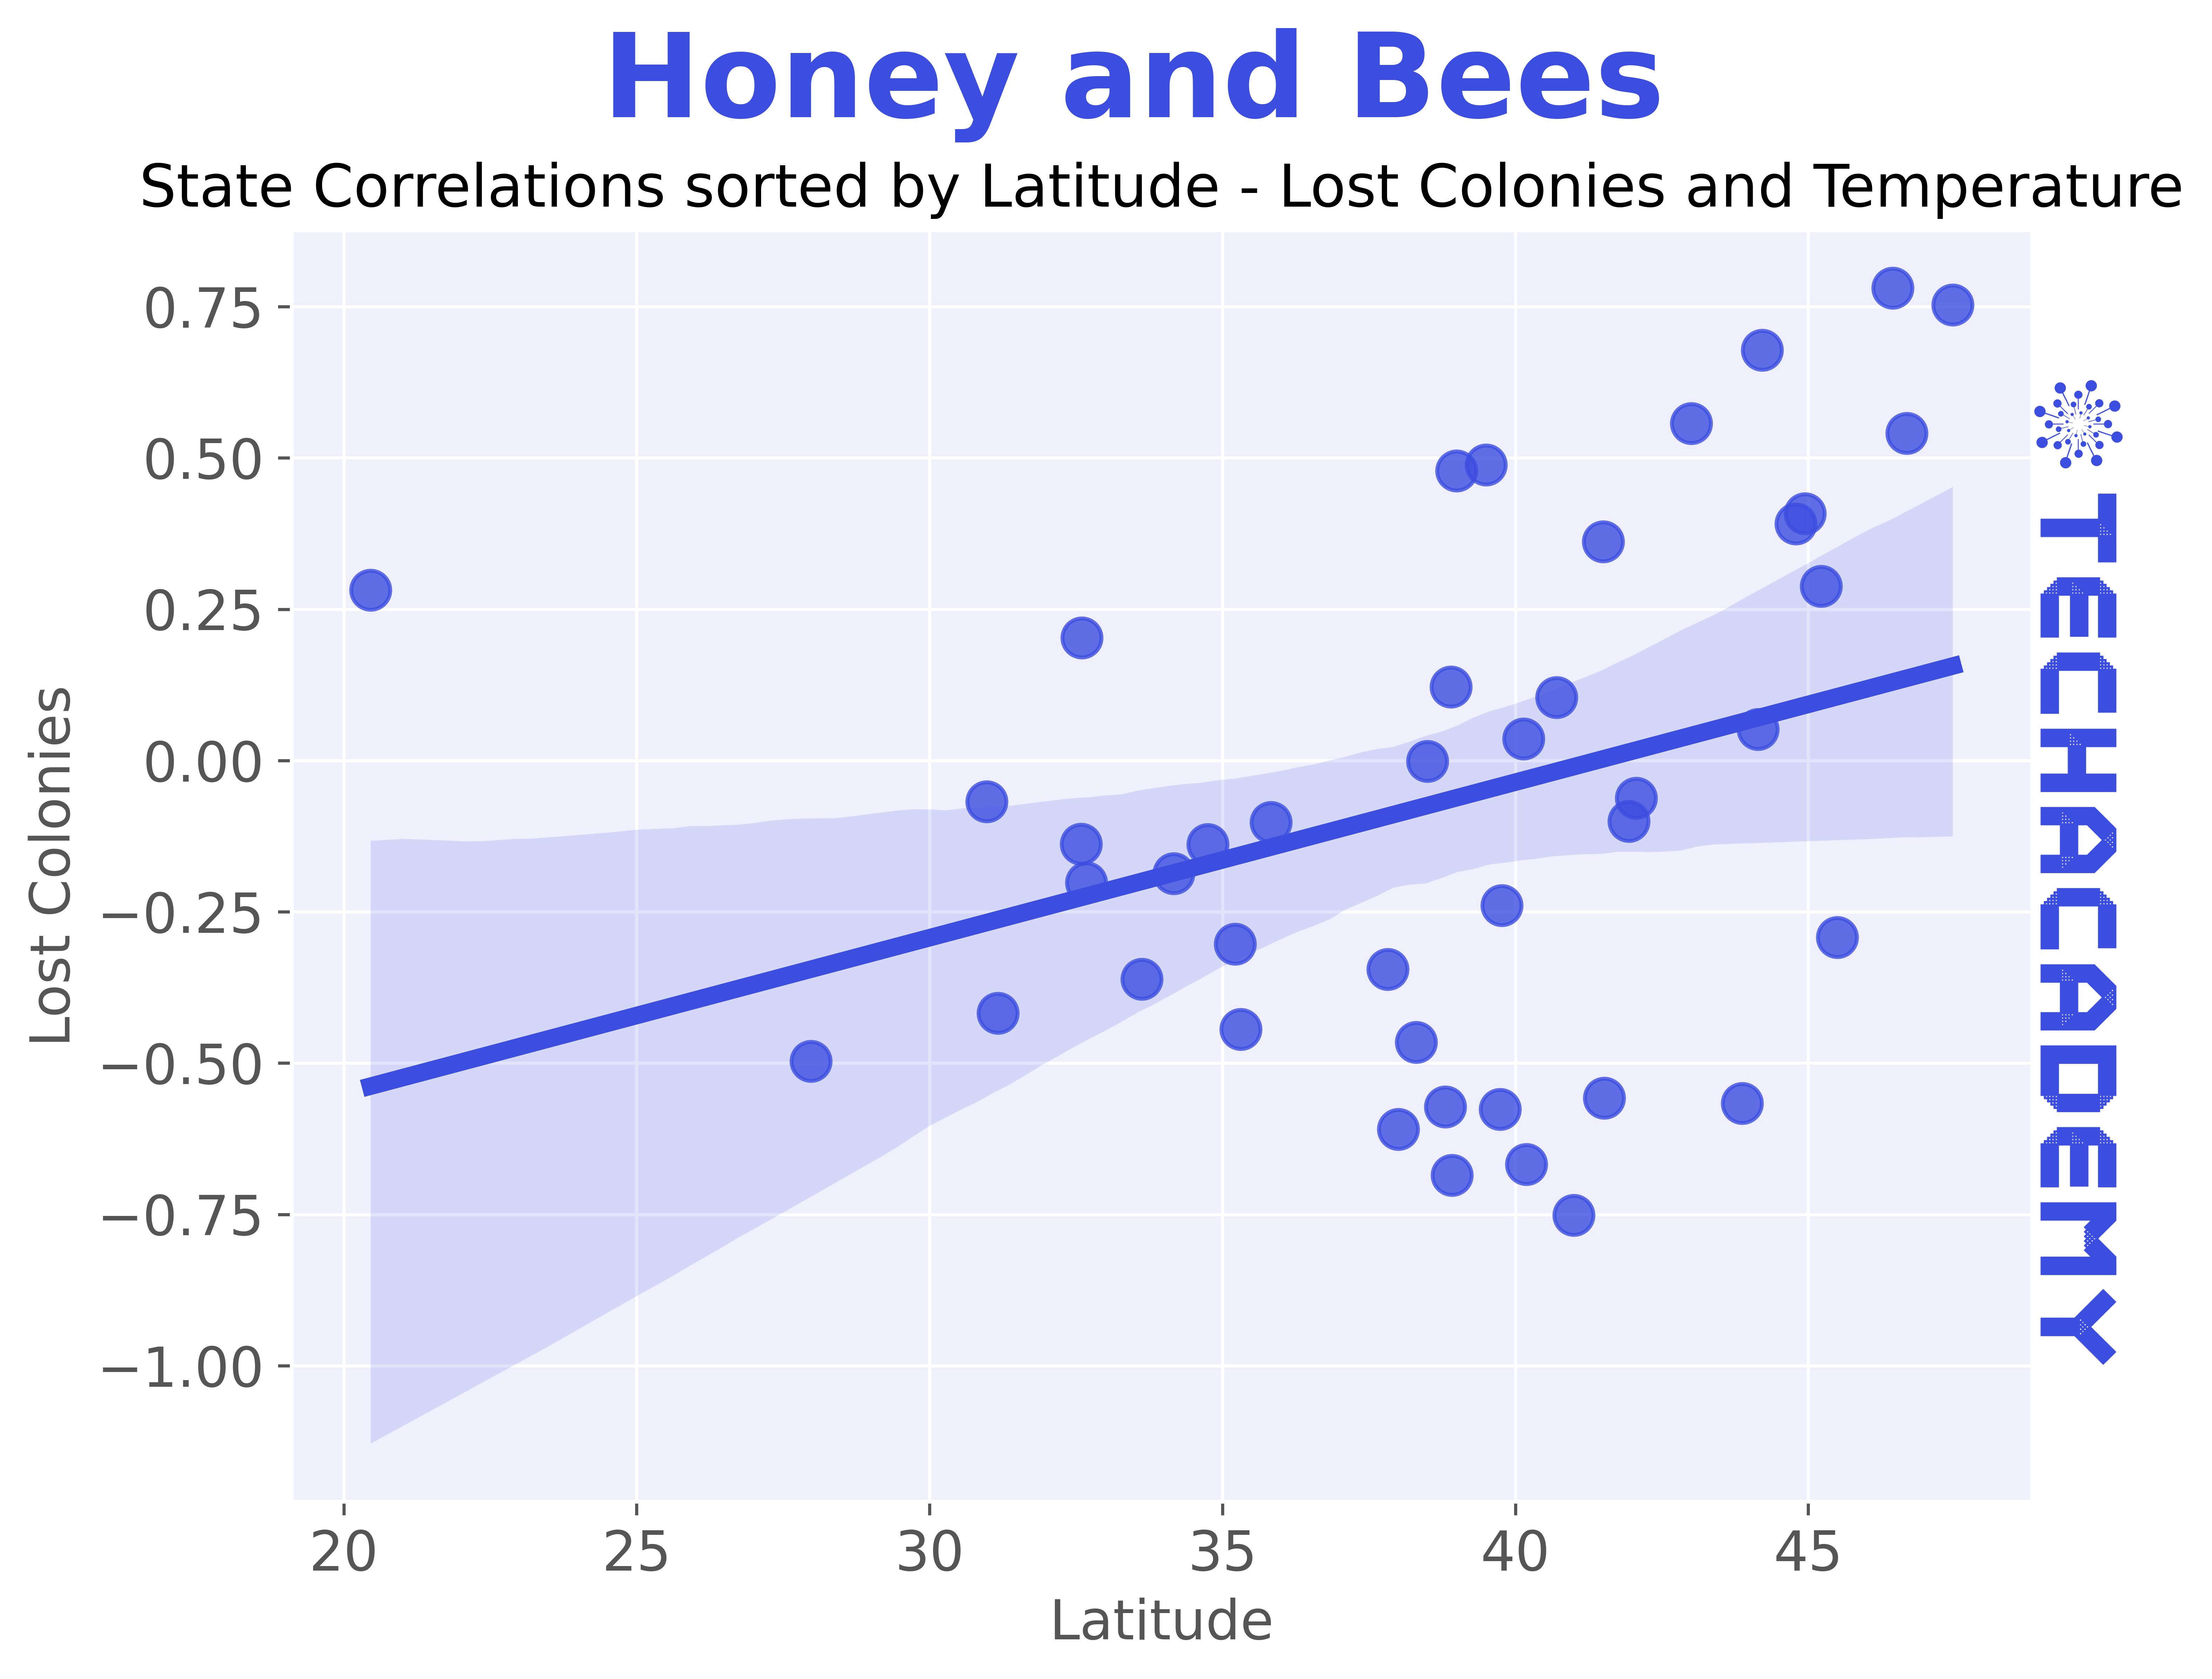 Honey and Bees
State Correlations sorted by Latitude - Lost Colonies and Temperature
0.75
0.50
0.25
0.00
−0.25
−0.50
−0.75
−1.00
Lost Colonies
20 25 30 35 40 45
Latitude
TECHACADEMY